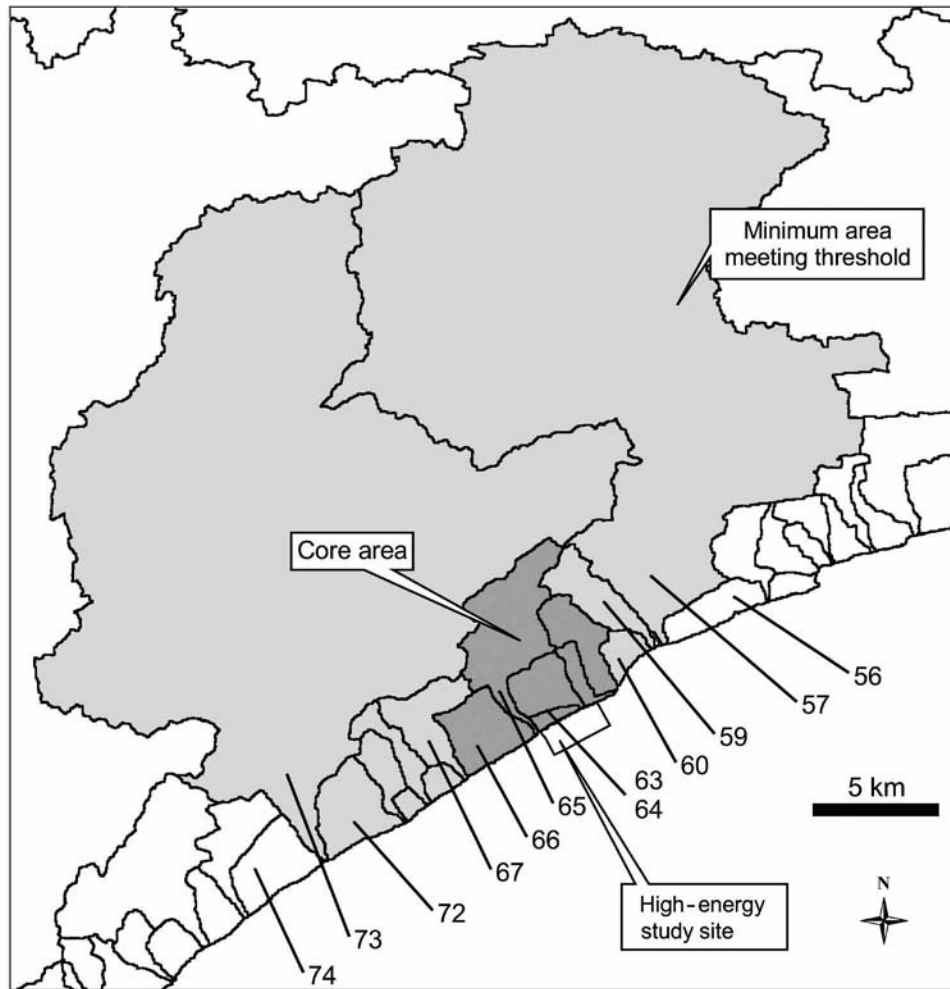 Minimum area
meeting threshold
Core area
56
57
59
60
63
64
65
66
67
72
73
74
5 km
N
High-energy
study site